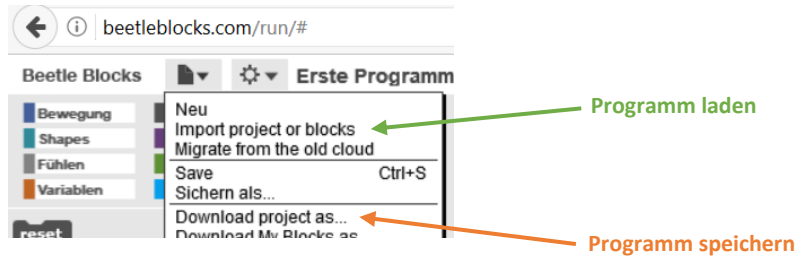 beetleblocks.com/run/#
Beetle Blocks Erste Programm
Bewegung
Shapes
Fühlen
Variablen
reset
Neu
Import project or blocks
Migrate from the old cloud
Save Ctrl+S
Sichern als...
Download project as...
Download My Blocks as
Programm laden
Programm speichern